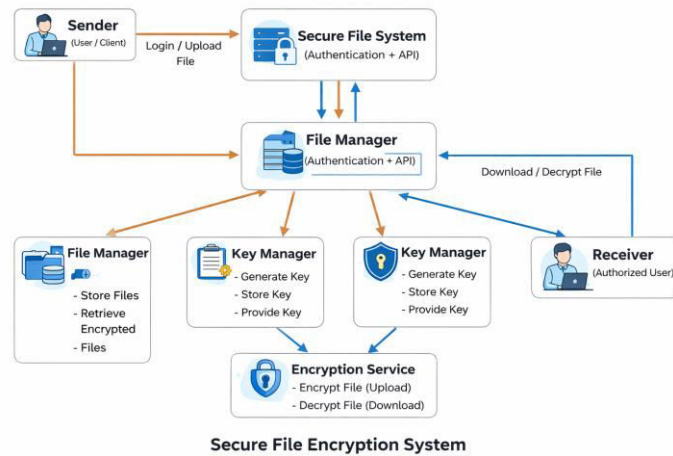 Sender
(User / Client)
Login / Upload
File
Secure File System
(Authentication + API)
File Manager
(Authentication + API)
Download / Decrypt File
File Manager
- Store Files
- Retrieve
Encrypted
- Files
Key Manager
- Generate Key
- Store Key
- Provide Key
Key Manager
- Generate Key
- Store Key
- Provide Key
Receiver
(Authorized User)
Encryption Service
- Encrypt File (Upload)
- Decrypt File (Download)
Secure File Encryption System